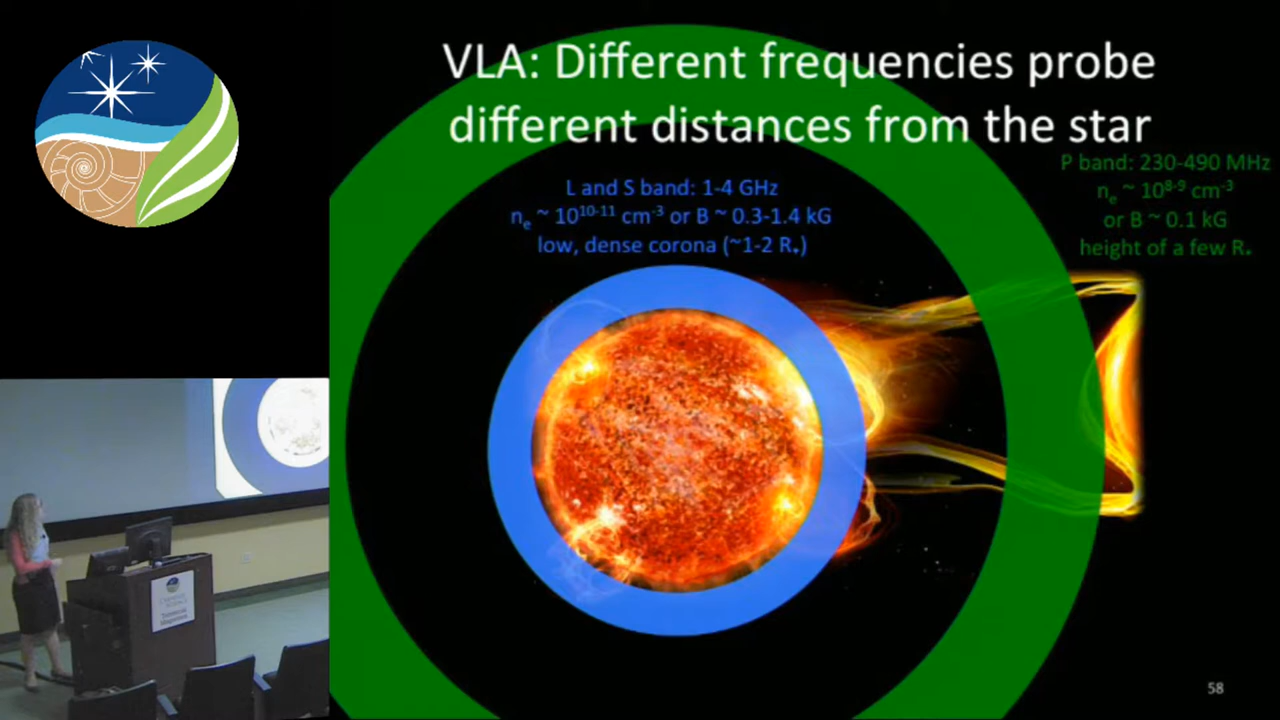 VLA: Different frequencies probe
different distances from the star
P band: 230-490 MHz
nₑ ~ 10⁸⁻⁹ cm⁻³
or B ~ 0.1 kG
height of a few R⋆
L and S band: 1-4 GHz
nₑ ~ 10¹⁰⁻¹¹ cm⁻³ or B ~ 0.3-1.4 kG
low, dense corona (~1-2 R⋆)
58